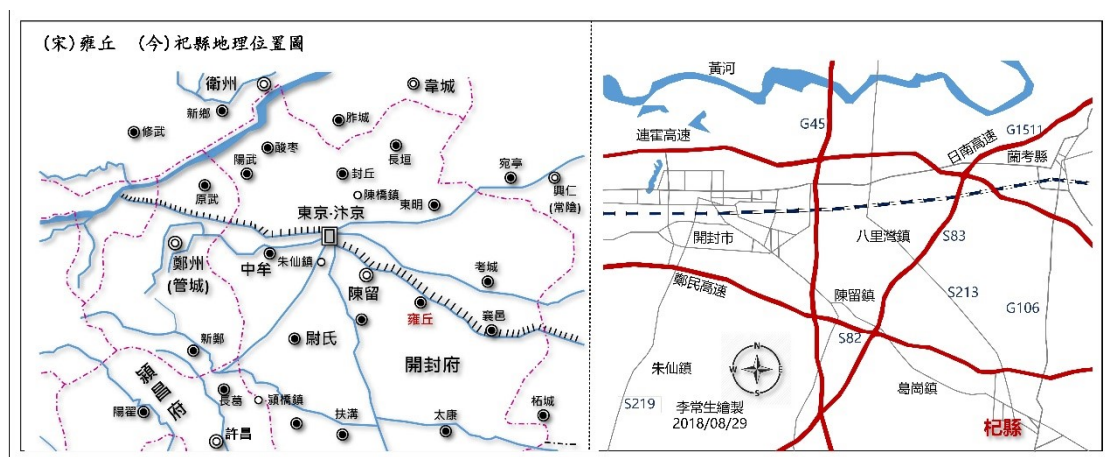 (宋)雍丘 (今)杞縣地理位置圖
衛州
韋城
新鄉
胙城
修武
酸棗
長垣
陽武
封丘
宛亭
興仁
(常陰)
原武
陳橋鎮
東明
東京·汴京
鄭州
(管城)
中牟
朱仙鎮
陳留
老城
雍丘
襄邑
新鄭
尉氏
開封府
潁昌府
長葛
頴橋鎮
陽翟
許昌
扶溝
太康
柘城
黃河
G45
連霍高速
日南高速
G1511
蘭考縣
開封市
八里灣鎮
S83
鄭民高速
陳留鎮
S213
G106
S82
朱仙鎮
N
W
E
S
葛崗鎮
S219
李常生繪製
2018/08/29
杞縣